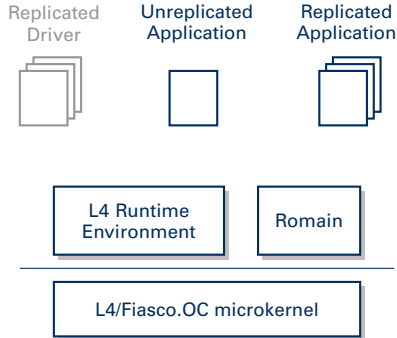 Replicated
Driver
Unreplicated
Application
Replicated
Application
L4 Runtime
Environment
Romain
L4/Fiasco.OC microkernel